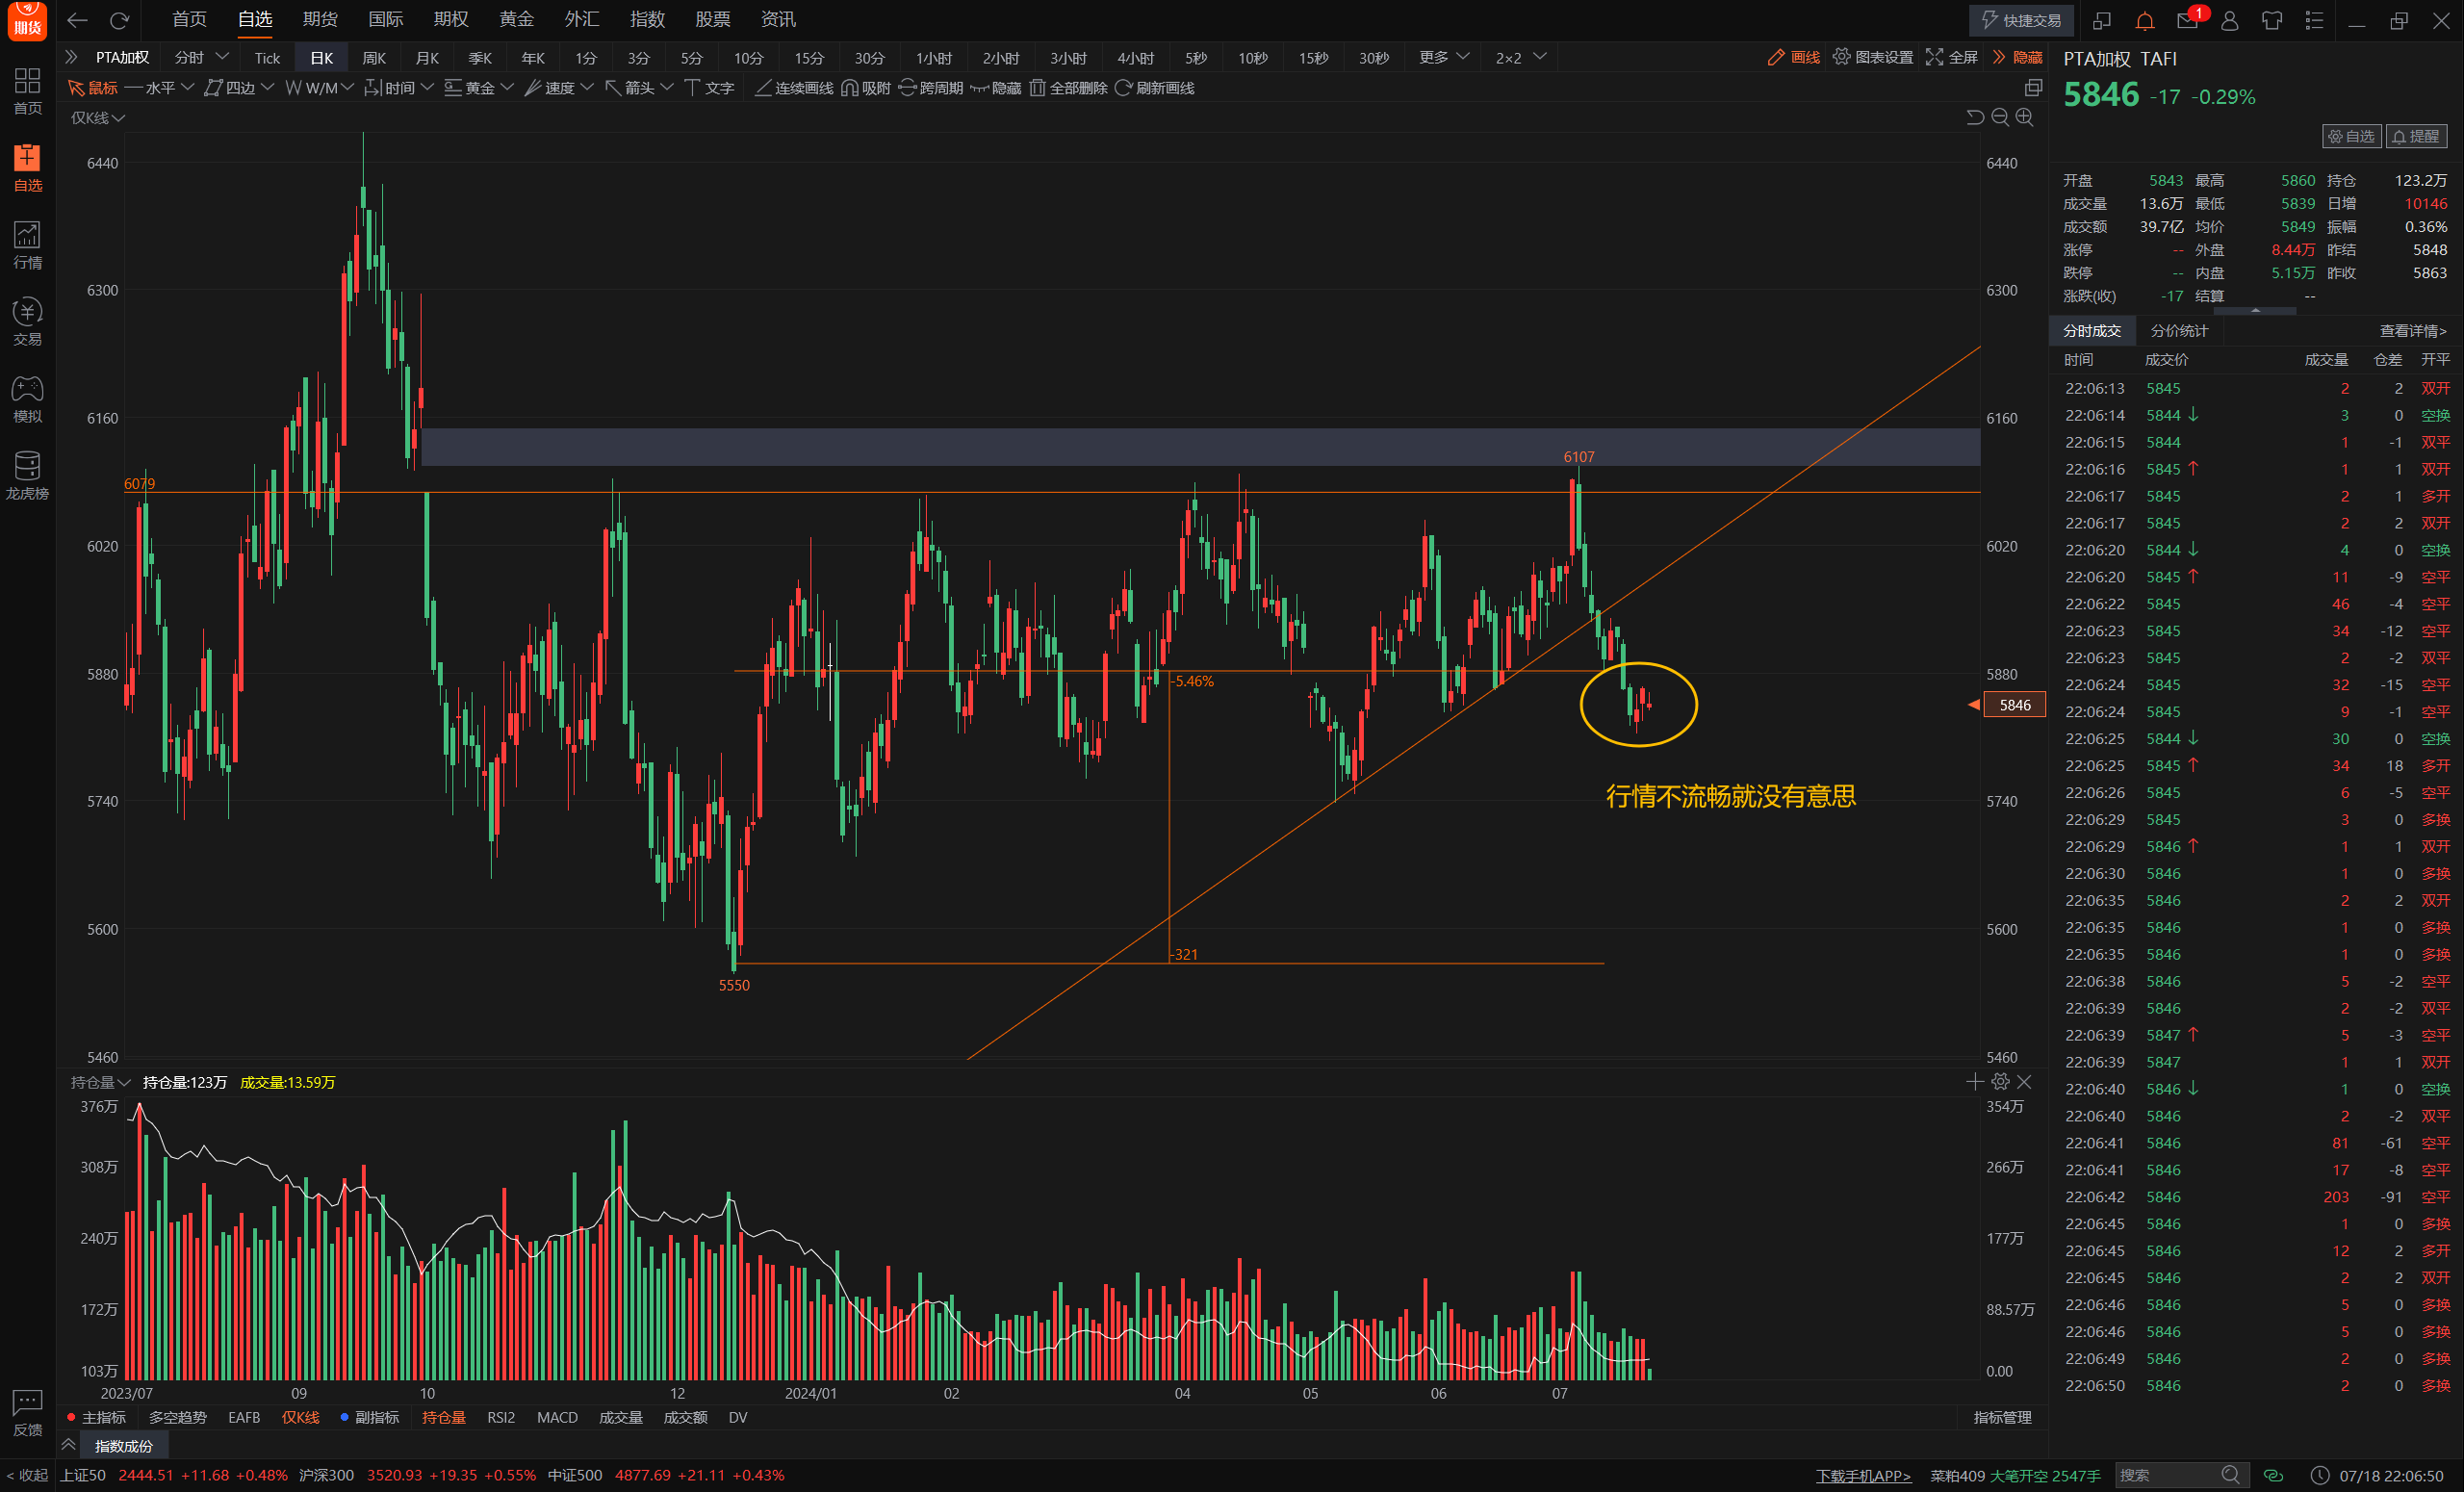 期货
首页 自选 期货 国际 期权 黄金 外汇 指数 股票 资讯
快捷交易 1
PTA加权 分时 Tick 日K 周K 月K 季K 年K 1分 3分 5分 10分 15分 30分 1小时 2小时 3小时 4小时 5秒 10秒 15秒 30秒 更多 2×2 画线 图表设置 全屏 隐藏
鼠标 水平 四边 W/M 时间 黄金 速度 箭头 文字 连续画线 吸附 跨周期 隐藏 全部删除 刷新画线
首页
自选
行情
交易
模拟
龙虎榜
反馈
< 收起
仅K线
6440 6440
6300 6300
6160 6160
6107
6079
6020 6020
5880 5880
-5.46%
5846
行情不流畅就没有意思
5740 5740
5600 5600
-321
5550
5460 5460
持仓量 持仓量:123万 成交量:13.59万
376万 354万
308万 266万
240万 177万
172万 88.57万
103万 0.00
2023/07 09 10 12 2024/01 02 04 05 06 07
主指标 多空趋势 EAFB 仅K线 副指标 持仓量 RSI2 MACD 成交量 成交额 DV 指标管理
指数成份
PTA加权 TAFI
5846 -17 -0.29%
自选 提醒
开盘 5843 最高 5860 持仓 123.2万
成交量 13.6万 最低 5839 日增 10146
成交额 39.7亿 均价 5849 振幅 0.36%
涨停 -- 外盘 8.44万 昨结 5848
跌停 -- 内盘 5.15万 昨收 5863
涨跌(收) -17 结算 --
分时成交 分价统计 查看详情>
时间 成交价 成交量 仓差 开平
22:06:13 5845 2 2 双开
22:06:14 5844 ↓ 3 0 空换
22:06:15 5844 1 -1 双平
22:06:16 5845 ↑ 1 1 双开
22:06:17 5845 2 1 多开
22:06:17 5845 2 2 双开
22:06:20 5844 ↓ 4 0 空换
22:06:20 5845 ↑ 11 -9 空平
22:06:22 5845 46 -4 空平
22:06:23 5845 34 -12 空平
22:06:23 5845 2 -2 双平
22:06:24 5845 32 -15 空平
22:06:24 5845 9 -1 空平
22:06:25 5844 ↓ 30 0 空换
22:06:25 5845 ↑ 34 18 多开
22:06:26 5845 6 -5 空平
22:06:29 5845 3 0 多换
22:06:29 5846 ↑ 1 1 双开
22:06:30 5846 1 0 多换
22:06:35 5846 2 2 双开
22:06:35 5846 1 0 多换
22:06:35 5846 1 0 多换
22:06:38 5846 5 -2 空平
22:06:39 5846 2 -2 双平
22:06:39 5847 ↑ 5 -3 空平
22:06:39 5847 1 1 双开
22:06:40 5846 ↓ 1 0 空换
22:06:40 5846 2 -2 双平
22:06:41 5846 81 -61 空平
22:06:41 5846 17 -8 空平
22:06:42 5846 203 -91 空平
22:06:45 5846 1 0 多换
22:06:45 5846 12 2 多开
22:06:45 5846 2 2 双开
22:06:46 5846 5 0 多换
22:06:46 5846 5 0 多换
22:06:49 5846 2 0 多换
22:06:50 5846 2 0 多换
上证50 2444.51 +11.68 +0.48% 沪深300 3520.93 +19.35 +0.55% 中证500 4877.69 +21.11 +0.43% 下载手机APP> 菜粕409 大笔开空 2547手 搜索 07/18 22:06:50